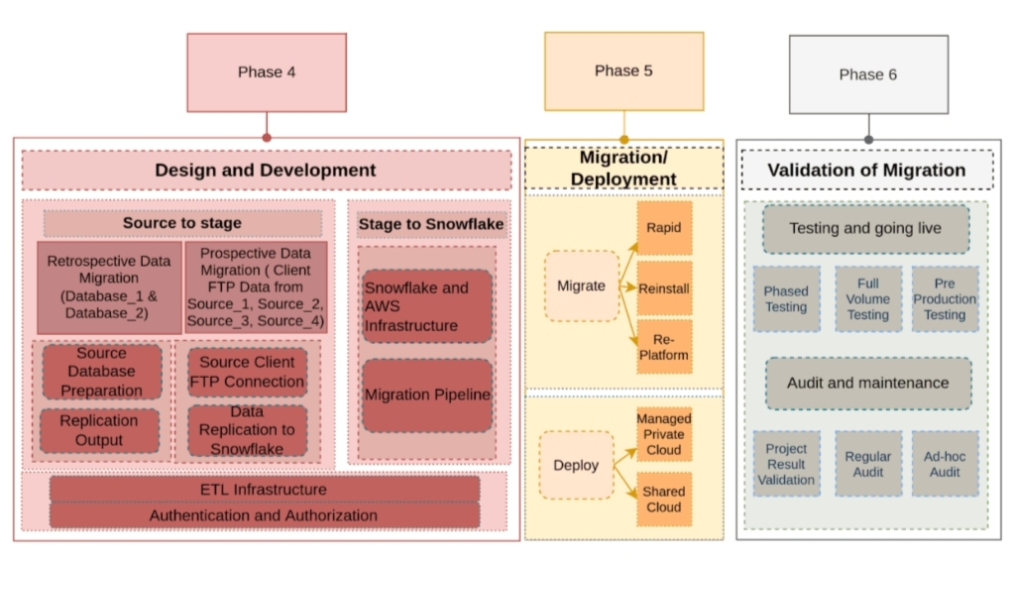 Phase 4
Phase 5
Phase 6
Design and Development
Source to stage
Retrospective Data
Migration
(Database_1 &
Database_2)
Prospective Data
Migration ( Client
FTP Data from
Source_1, Source_2,
Source_3, Source_4)
Source
Database
Preparation
Replication
Output
Source Client
FTP Connection
Data
Replication to
Snowflake
Stage to Snowflake
Snowflake and
AWS
Infrastructure
Migration Pipeline
ETL Infrastructure
Authentication and Authorization
Migration/
Deployment
Migrate
Rapid
Reinstall
Re-
Platform
Deploy
Managed
Private
Cloud
Shared
Cloud
Validation of Migration
Testing and going live
Phased
Testing
Full
Volume
Testing
Pre
Production
Testing
Audit and maintenance
Project
Result
Validation
Regular
Audit
Ad-hoc
Audit